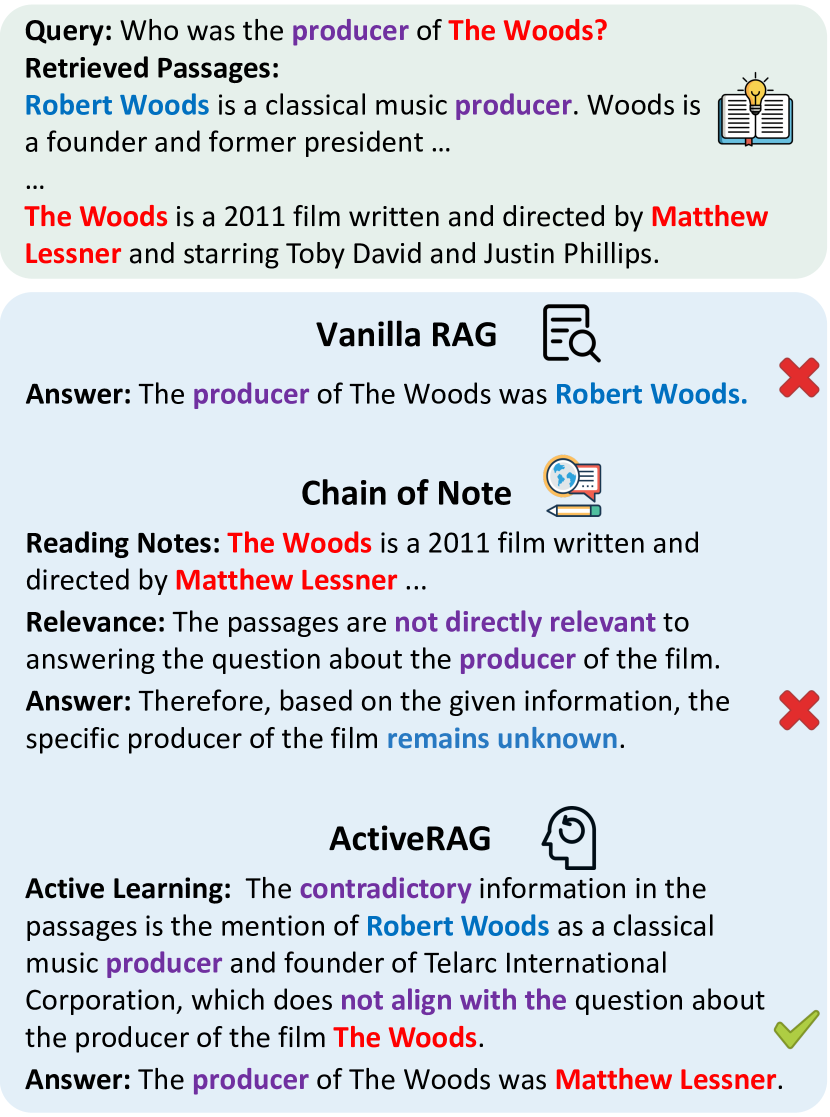 Query: Who was the producer of The Woods?
Retrieved Passages:
Robert Woods is a classical music producer. Woods is
a founder and former president ...
...
The Woods is a 2011 film written and directed by Matthew
Lessner and starring Toby David and Justin Phillips.
Vanilla RAG
Answer: The producer of The Woods was Robert Woods.
Chain of Note
Reading Notes: The Woods is a 2011 film written and
directed by Matthew Lessner ...
Relevance: The passages are not directly relevant to
answering the question about the producer of the film.
Answer: Therefore, based on the given information, the
specific producer of the film remains unknown.
ActiveRAG
Active Learning: The contradictory information in the
passages is the mention of Robert Woods as a classical
music producer and founder of Telarc International
Corporation, which does not align with the question about
the producer of the film The Woods.
Answer: The producer of The Woods was Matthew Lessner.